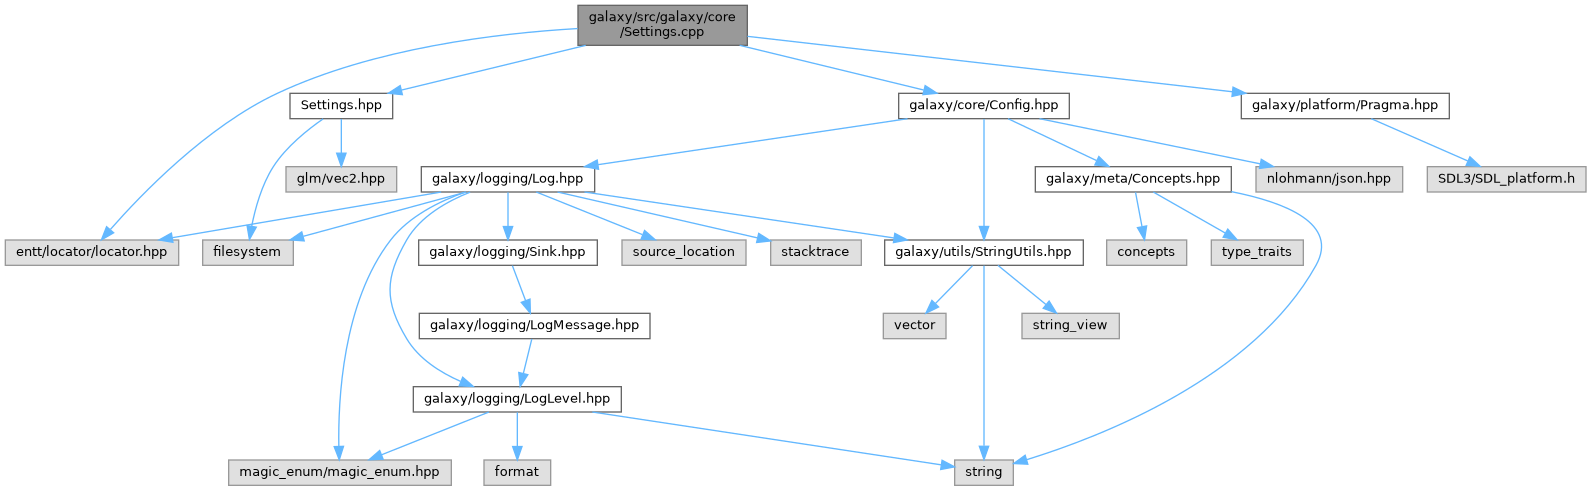 galaxy/src/galaxy/core
/Settings.cpp
Settings.hpp
galaxy/core/Config.hpp
galaxy/platform/Pragma.hpp
glm/vec2.hpp
galaxy/logging/Log.hpp
galaxy/meta/Concepts.hpp
nlohmann/json.hpp
SDL3/SDL_platform.h
entt/locator/locator.hpp
filesystem
galaxy/logging/Sink.hpp
source_location
stacktrace
galaxy/utils/StringUtils.hpp
concepts
type_traits
galaxy/logging/LogMessage.hpp
vector
string_view
galaxy/logging/LogLevel.hpp
magic_enum/magic_enum.hpp
format
string